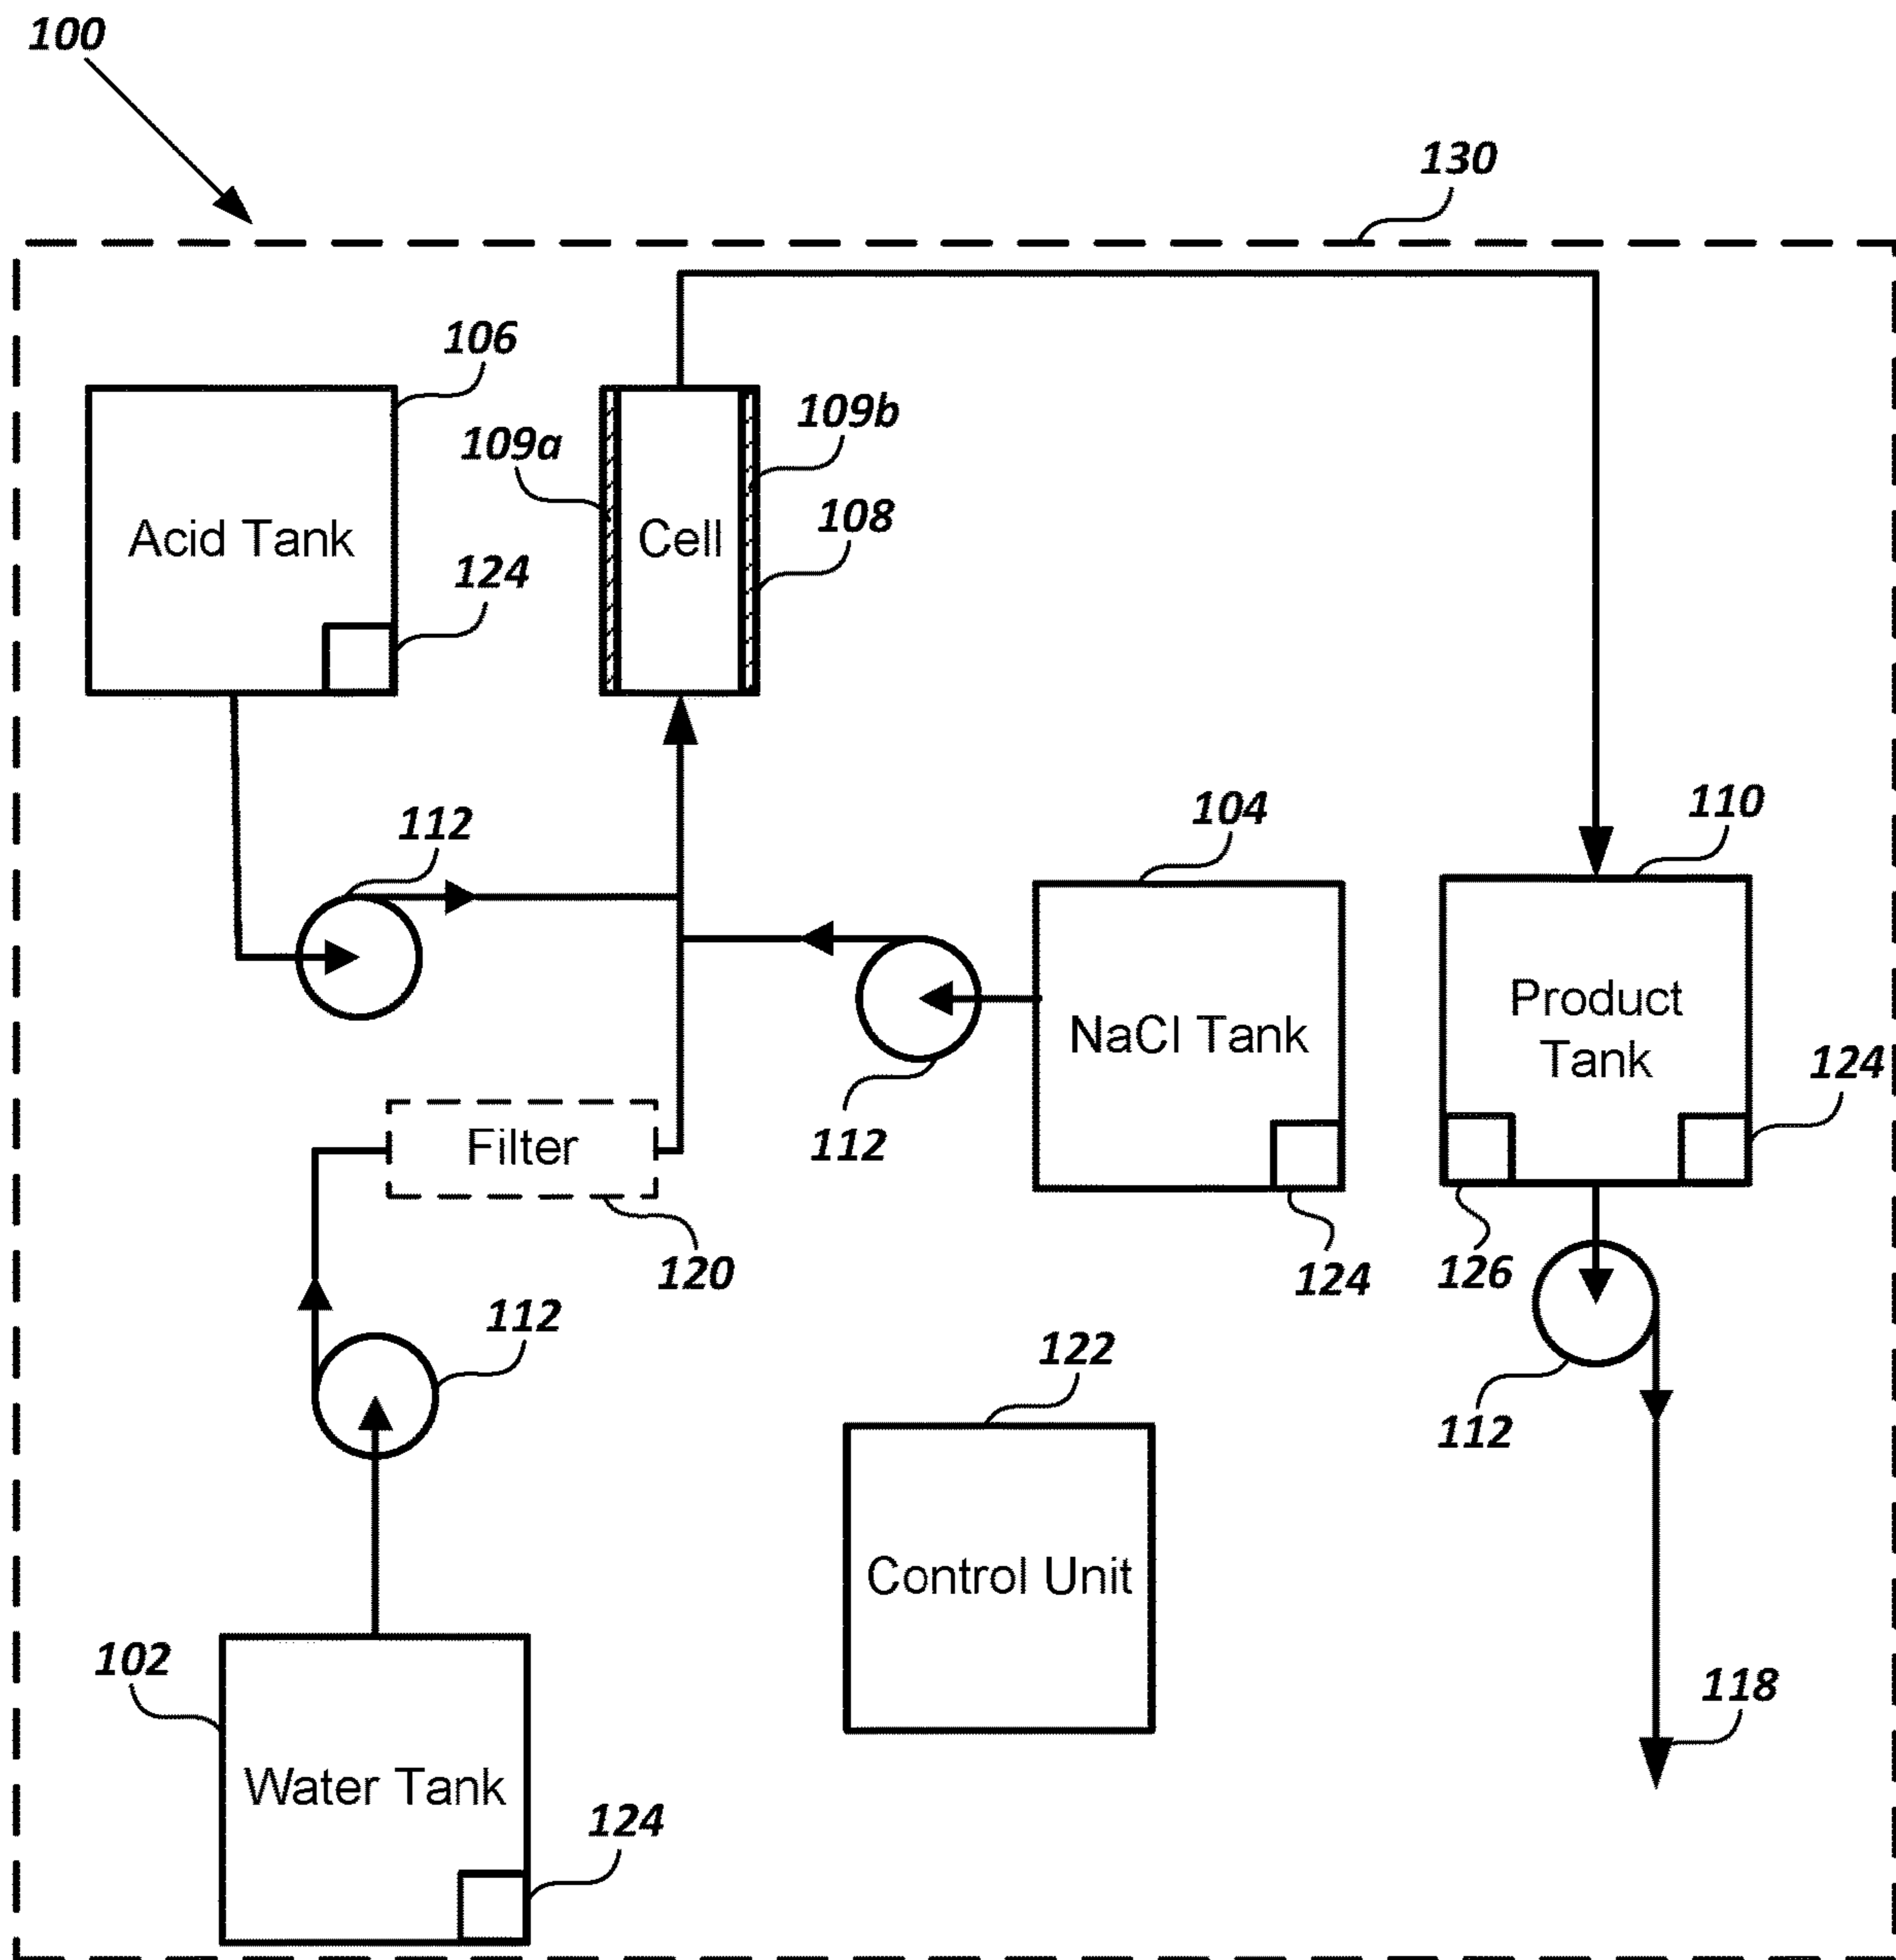 100
130
106
109a
109b
108
Acid Tank
Cell
124
112
104
110
NaCl Tank
Product
Tank
124
112
Filter
120
124
126
112
122
112
Control Unit
102
118
Water Tank
124